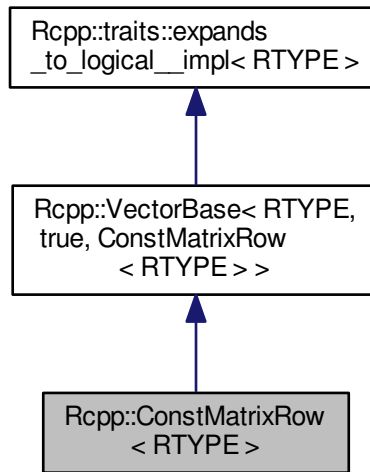 Rcpp::traits::expands
_to_logical__impl< RTYPE >
Rcpp::VectorBase< RTYPE,
true, ConstMatrixRow
< RTYPE > >
Rcpp::ConstMatrixRow
< RTYPE >